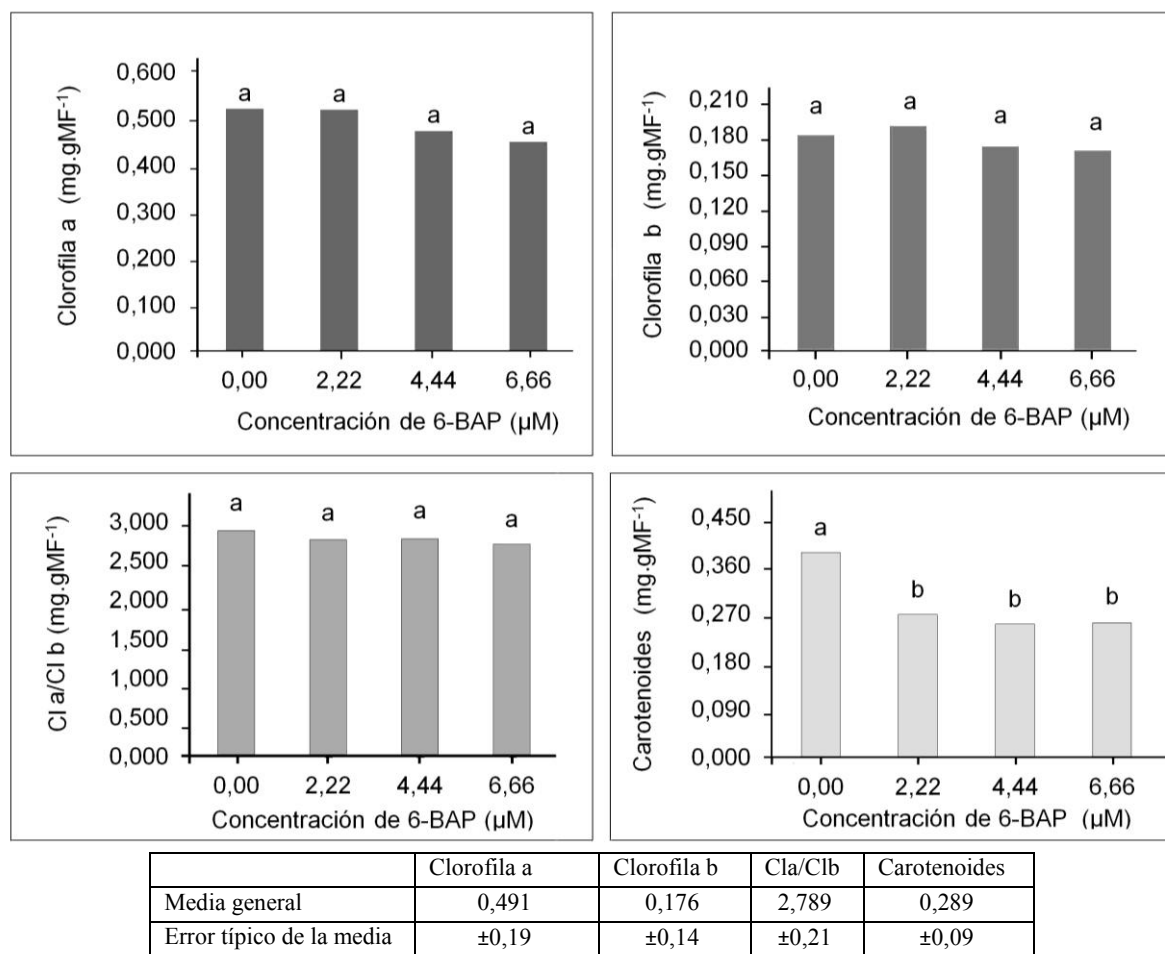 Clorofila a (mg.gMF⁻¹)
0,600
0,500
0,400
0,300
0,200
0,100
0,000
a a a a
0,00 2,22 4,44 6,66
Concentración de 6-BAP (µM)
Clorofila b (mg.gMF⁻¹)
0,210
0,180
0,150
0,120
0,090
0,060
0,030
0,000
a a a a
0,00 2,22 4,44 6,66
Concentración de 6-BAP (µM)
Cl a/Cl b (mg.gMF⁻¹)
3,000
2,500
2,000
1,500
1,000
0,500
0,000
a a a a
0,00 2,22 4,44 6,66
Concentración de 6-BAP (µM)
Carotenoides (mg.gMF⁻¹)
0,450
0,360
0,270
0,180
0,090
0,000
a b b b
0,00 2,22 4,44 6,66
Concentración de 6-BAP (µM)
Clorofila a Clorofila b Cla/Clb Carotenoides
Media general 0,491 0,176 2,789 0,289
Error típico de la media ±0,19 ±0,14 ±0,21 ±0,09